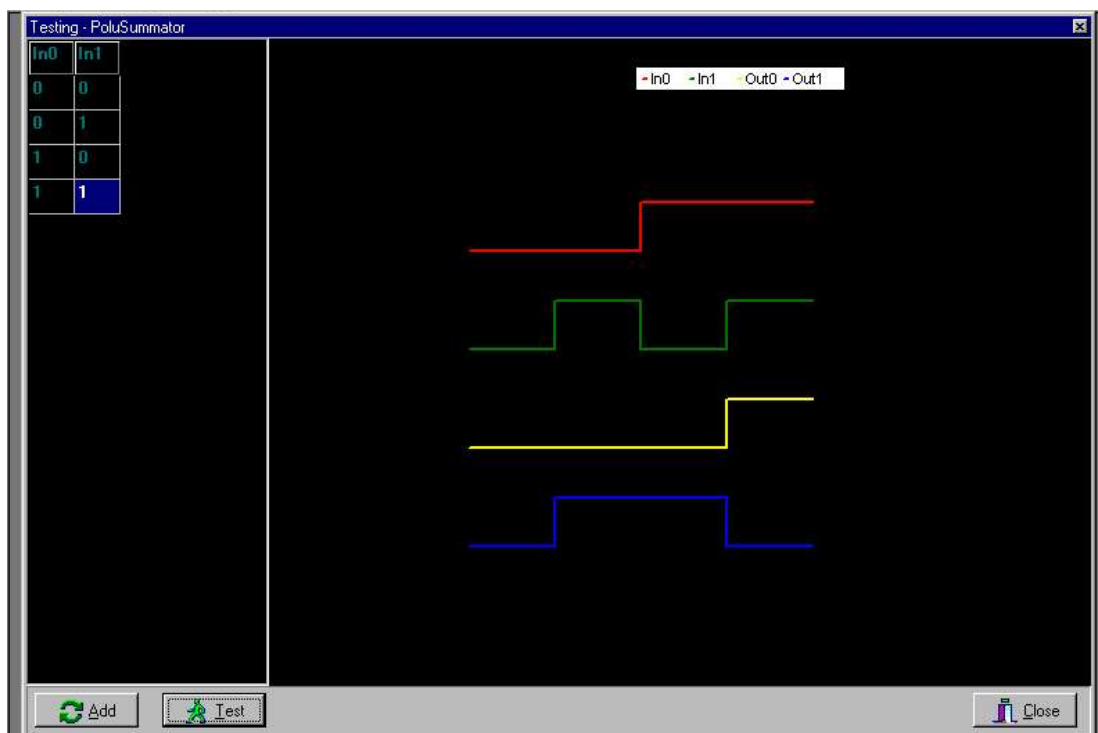 Testing - PoluSummator
In0 In1
0 0
0 1
1 0
1 1
In0 In1 Out0 Out1
Add Test Close